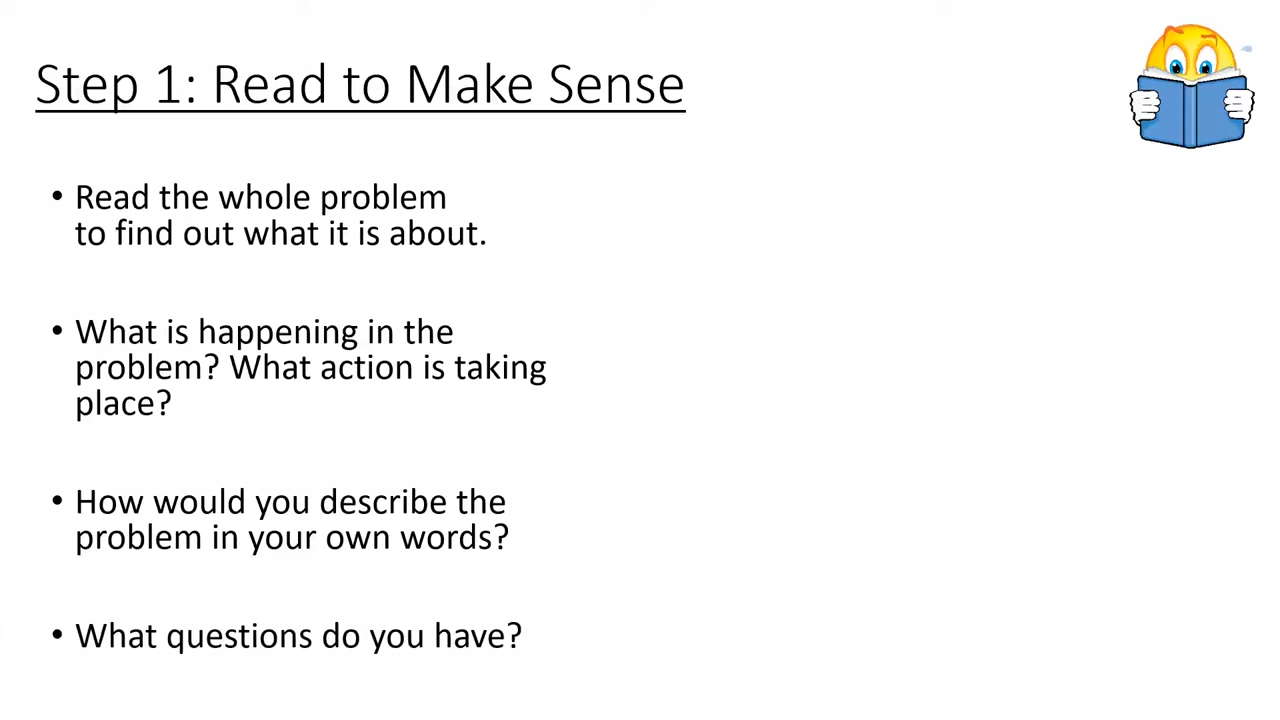 Step 1: Read to Make Sense
• Read the whole problem
to find out what it is about.
• What is happening in the
problem? What action is taking
place?
• How would you describe the
problem in your own words?
• What questions do you have?